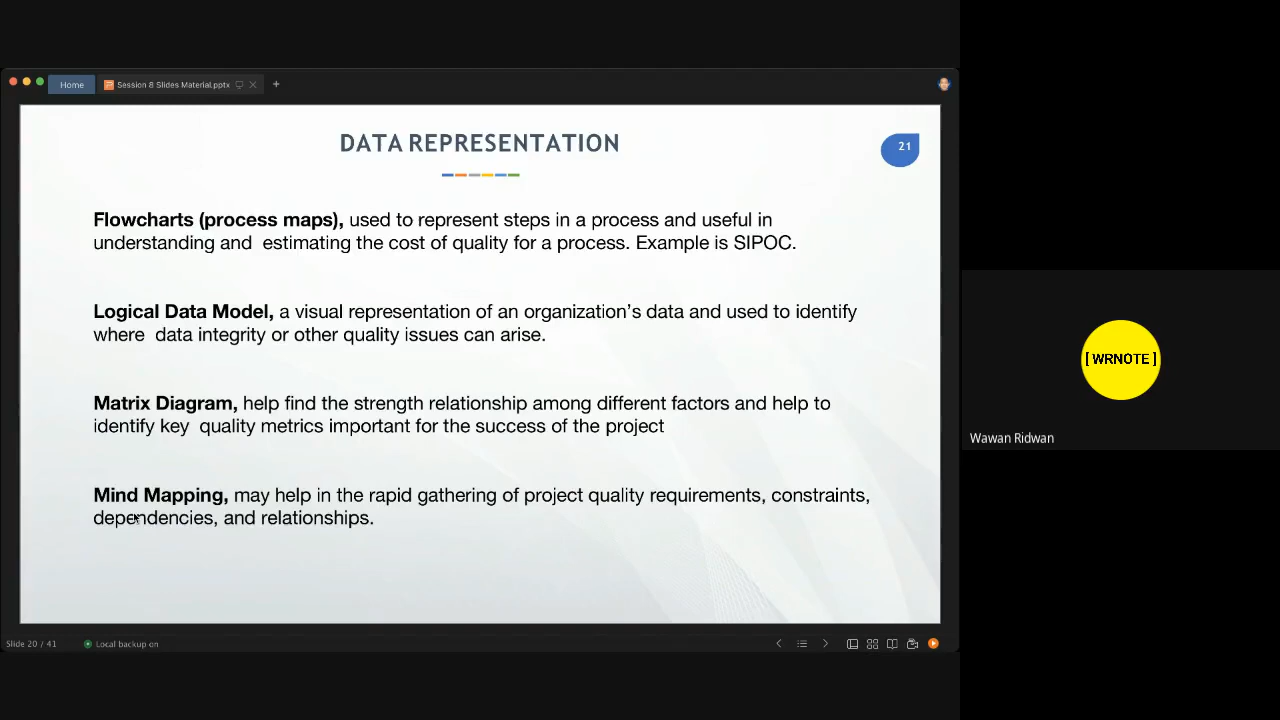 Home
Session 8 Slides Material.pptx
DATA REPRESENTATION
21
Flowcharts (process maps), used to represent steps in a process and useful in
understanding and estimating the cost of quality for a process. Example is SIPOC.
Logical Data Model, a visual representation of an organization's data and used to identify
where data integrity or other quality issues can arise.
Matrix Diagram, help find the strength relationship among different factors and help to
identify key quality metrics important for the success of the project
Mind Mapping, may help in the rapid gathering of project quality requirements, constraints,
dependencies, and relationships.
[ WRNOTE ]
Wawan Ridwan
Slide 20 / 41
Local backup on